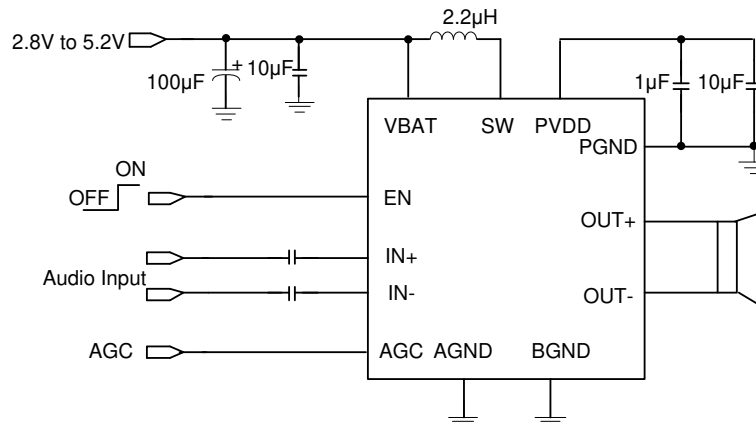 2.2µH
2.8V to 5.2V
100µF
+
10µF
1µF
10µF
VBAT
SW
PVDD
PGND
ON
OFF
EN
OUT+
IN+
Audio Input
IN-
OUT-
AGC
AGC
AGND
BGND